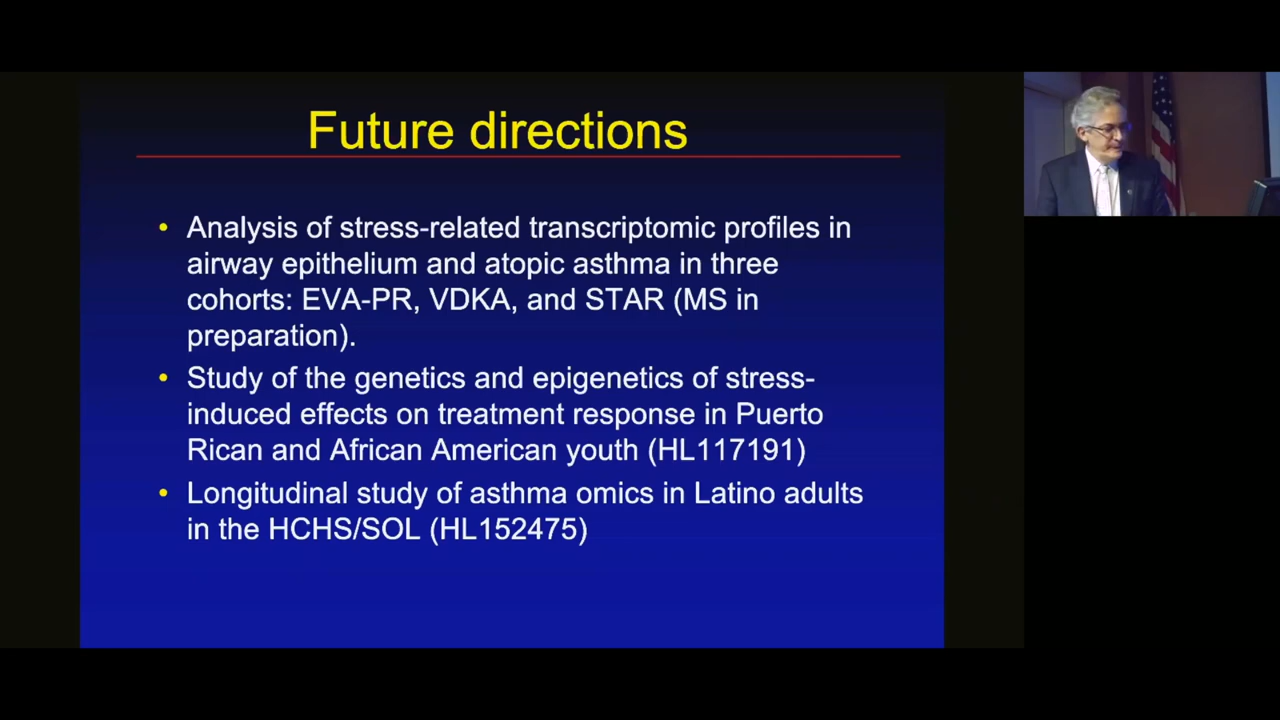 Future directions
• Analysis of stress-related transcriptomic profiles in
airway epithelium and atopic asthma in three
cohorts: EVA-PR, VDKA, and STAR (MS in
preparation).
• Study of the genetics and epigenetics of stress-
induced effects on treatment response in Puerto
Rican and African American youth (HL117191)
• Longitudinal study of asthma omics in Latino adults
in the HCHS/SOL (HL152475)